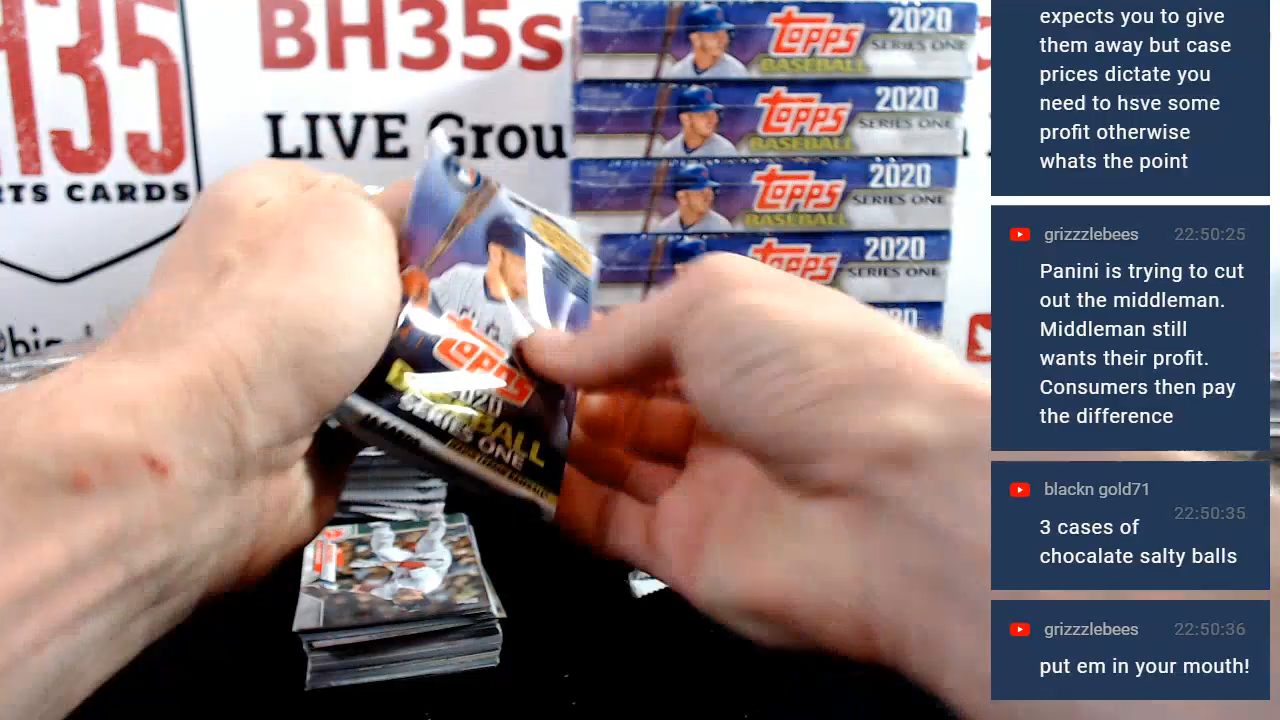 H35
RTS CARDS
BH35s
LIVE Grou
2020
Topps
SERIES ONE
BASEBALL
2020
Topps
SERIES ONE
BASEBALL
2020
Topps
SERIES ONE
BASEBALL
2020
Topps
SERIES ONE
Topps
2020
BASEBALL
SERIES ONE
expects you to give
them away but case
prices dictate you
need to hsve some
profit otherwise
whats the point
grizzzlebees 22:50:25
Panini is trying to cut
out the middleman.
Middleman still
wants their profit.
Consumers then pay
the difference
blackn gold71
22:50:35
3 cases of
chocalate salty balls
grizzzlebees 22:50:36
put em in your mouth!